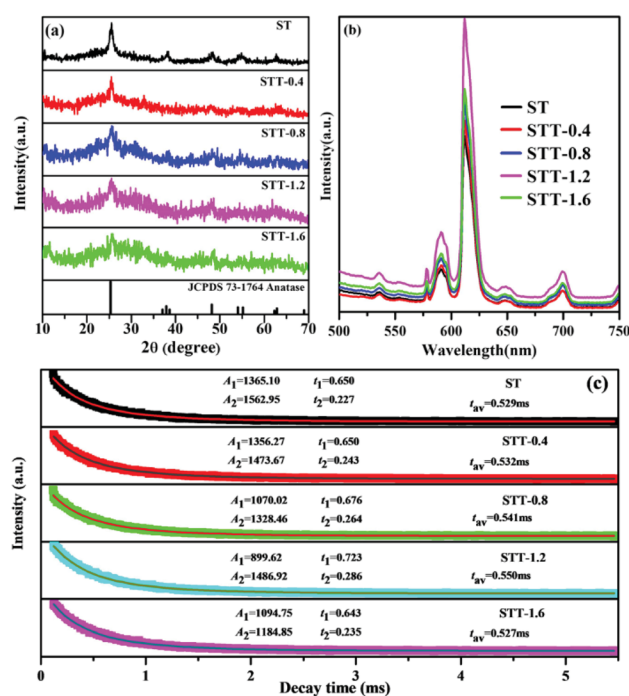 (a)
ST
STT-0.4
STT-0.8
STT-1.2
STT-1.6
JCPDS 73-1764 Anatase
Intensity(a.u.)
10 20 30 40 50 60 70
2θ (degree)
(b)
ST
STT-0.4
STT-0.8
STT-1.2
STT-1.6
Intensity(a.u.)
500 550 600 650 700 750
Wavelength(nm)
(c)
A1=1365.10 t1=0.650 ST
A2=1562.95 t2=0.227 tav=0.529ms
A1=1356.27 t1=0.650 STT-0.4
A2=1473.67 t2=0.243 tav=0.532ms
A1=1070.02 t1=0.676 STT-0.8
A2=1328.46 t2=0.264 tav=0.541ms
A1=899.62 t1=0.723 STT-1.2
A2=1486.92 t2=0.286 tav=0.550ms
A1=1094.75 t1=0.643 STT-1.6
A2=1184.85 t2=0.235 tav=0.527ms
Intensity (a.u.)
0 1 2 3 4 5
Decay time (ms)